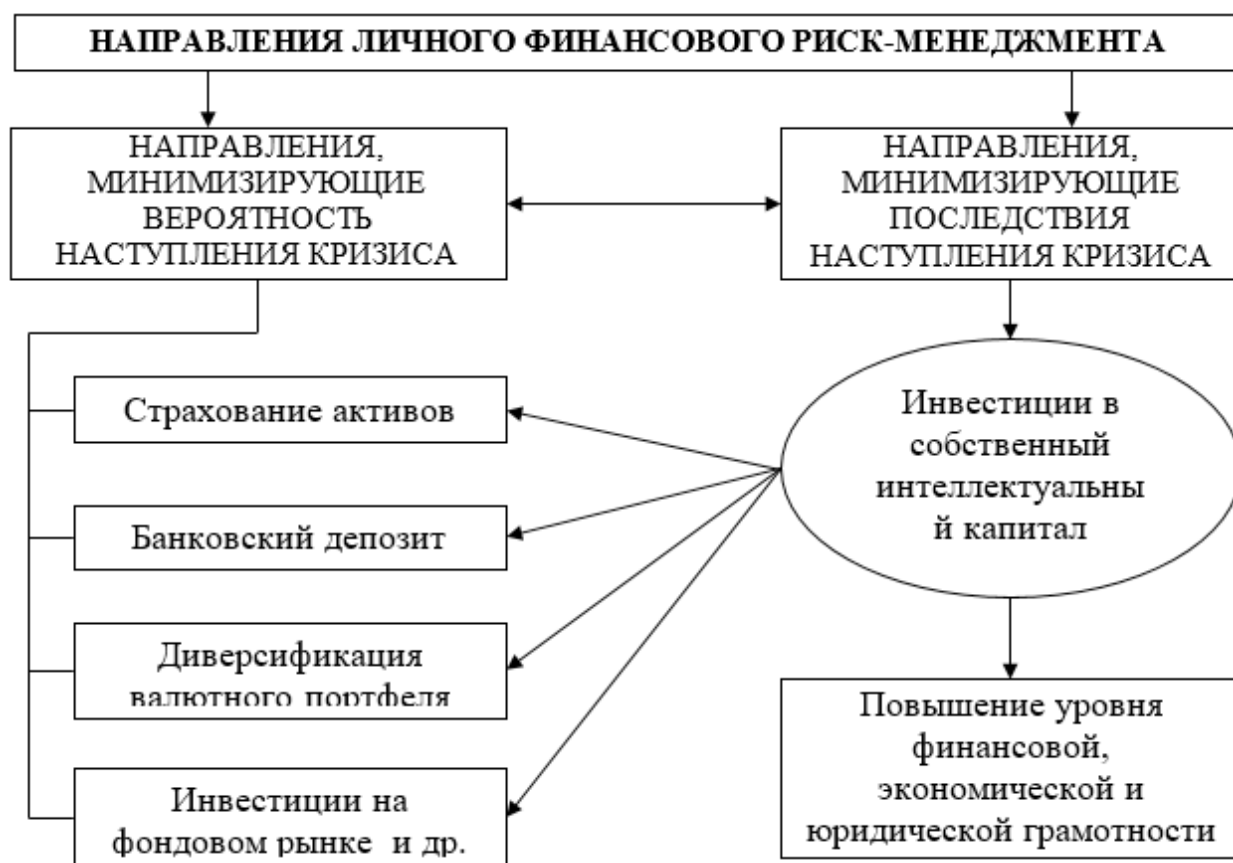 НАПРАВЛЕНИЯ ЛИЧНОГО ФИНАНСОВОГО РИСК-МЕНЕДЖМЕНТА
НАПРАВЛЕНИЯ,
МИНИМИЗИРУЮЩИЕ
ВЕРОЯТНОСТЬ
НАСТУПЛЕНИЯ КРИЗИСА
НАПРАВЛЕНИЯ,
МИНИМИЗИРУЮЩИЕ
ПОСЛЕДСТВИЯ
НАСТУПЛЕНИЯ КРИЗИСА
Страхование активов
Банковский депозит
Диверсификация
валютного портфеля
Инвестиции на
фондовом рынке и др.
Инвестиции в
собственный
интеллектуальны
й капитал
Повышение уровня
финансовой,
экономической и
юридической грамотности